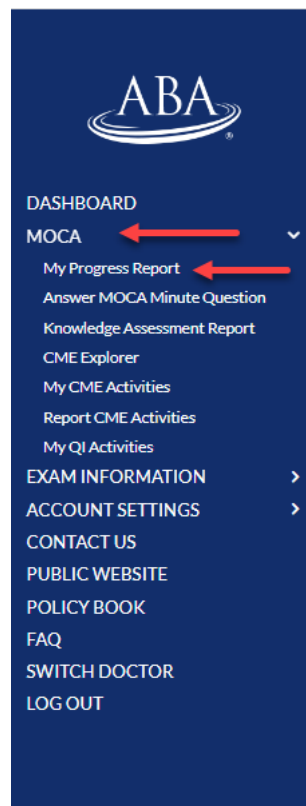 ABA
®
DASHBOARD
MOCA
My Progress Report
Answer MOCA Minute Question
Knowledge Assessment Report
CME Explorer
My CME Activities
Report CME Activities
My QI Activities
EXAM INFORMATION
ACCOUNT SETTINGS
CONTACT US
PUBLIC WEBSITE
POLICY BOOK
FAQ
SWITCH DOCTOR
LOG OUT